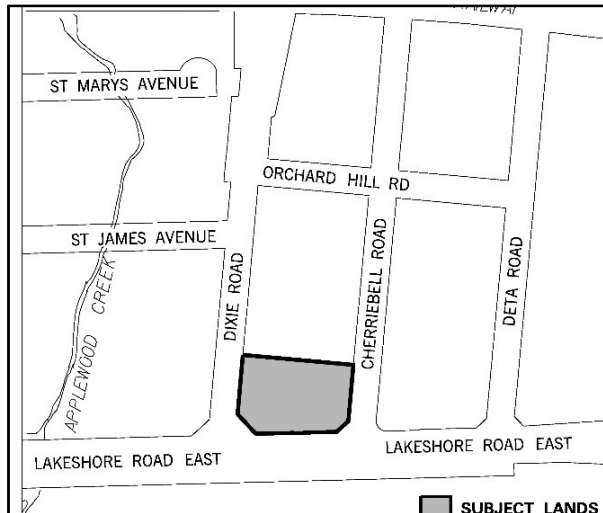 ST MARYS AVENUE
ORCHARD HILL RD
ST JAMES AVENUE
APPLEWOOD CREEK
DIXIE ROAD
CHERRIEBELL ROAD
DETA ROAD
LAKESHORE ROAD EAST
LAKESHORE ROAD EAST
SUBJECT LANDS